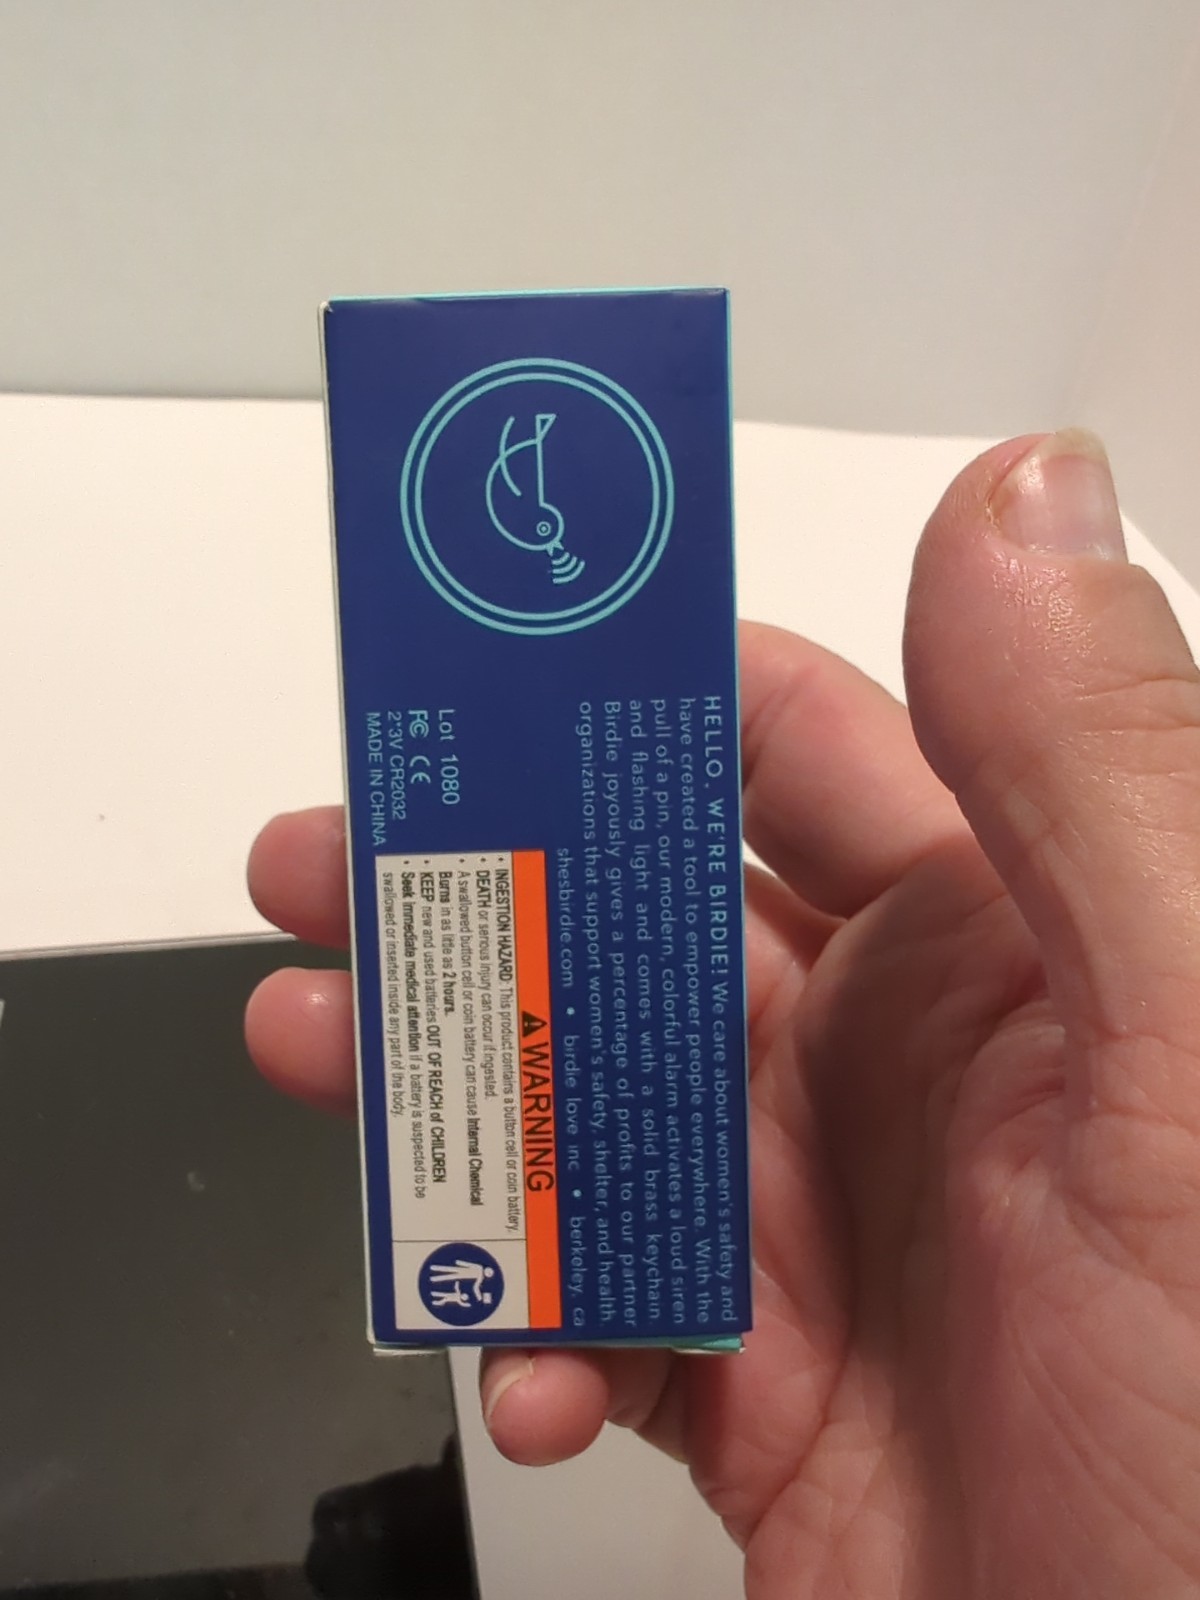 HELLO. WE'RE BIRDIE! We care about women's safety and
have created a tool to empower people everywhere. With the
pull of a pin, our modern, colorful alarm activates a loud siren
and flashing light and comes with a solid brass keychain.
Birdie joyously gives a percentage of profits to our partner
organizations that support women's safety, shelter, and health.
shesbirdie.com • birdie love inc • berkeley, ca
Lot 1080
FC CE
2*3V CR2032
MADE IN CHINA
⚠WARNING
• INGESTION HAZARD: This product contains a button cell or coin battery.
• DEATH or serious injury can occur if ingested.
• A swallowed button cell or coin battery can cause Internal Chemical
Burns in as little as 2 hours.
• KEEP new and used batteries OUT OF REACH of CHILDREN
• Seek immediate medical attention if a battery is suspected to be
swallowed or inserted inside any part of the body.